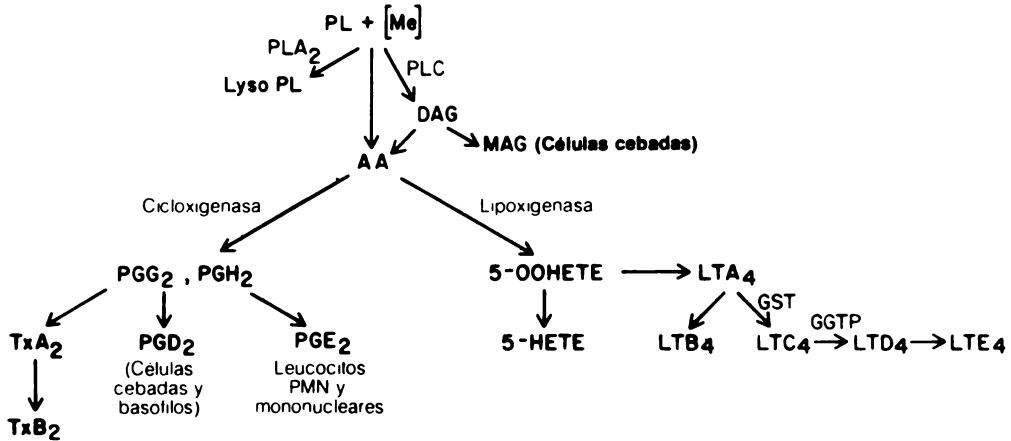 PL + [Me]
PLA2
PLC
Lyso PL
DAG
MAG (Células cebadas)
AA
Cicloxigenasa
Lipoxigenasa
PGG2 , PGH2
5-OOHETE
LTA4
GST
GGTP
TxA2
PGD2
PGE2
5-HETE
LTB4
LTC4
LTD4
LTE4
(Células
cebadas y
basofilos)
Leucocitos
PMN y
mononucleares
TxB2